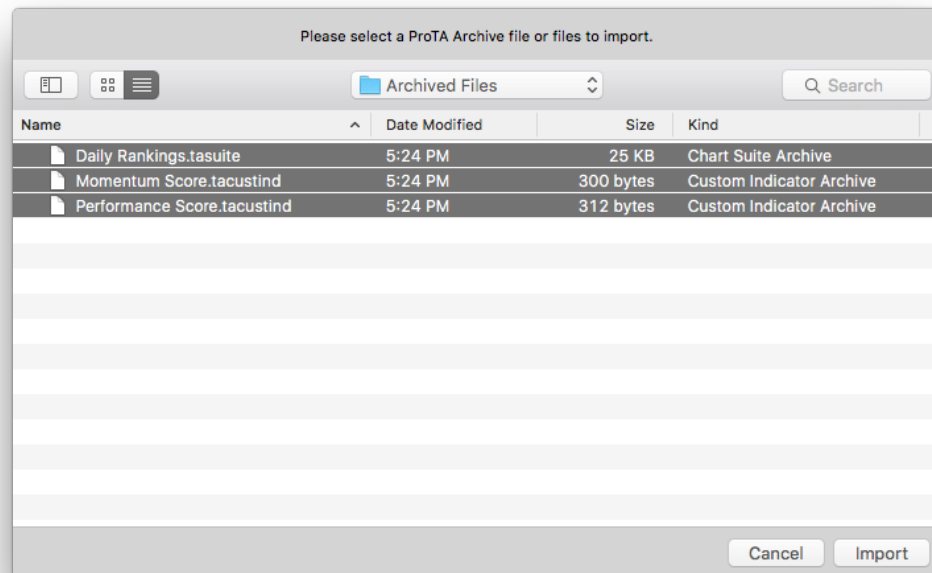 Please select a ProTA Archive file or files to import.
Archived Files
Search
Name Date Modified Size Kind
Daily Rankings.tasuite 5:24 PM 25 KB Chart Suite Archive
Momentum Score.tacustind 5:24 PM 300 bytes Custom Indicator Archive
Performance Score.tacustind 5:24 PM 312 bytes Custom Indicator Archive
Cancel Import